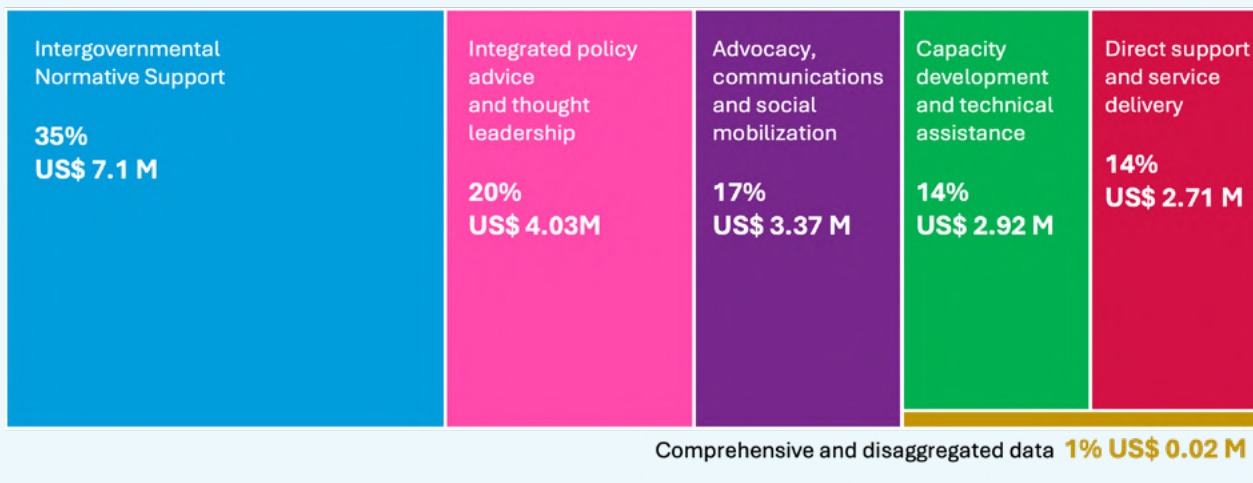 Intergovernmental
Normative Support
35%
US$ 7.1 M
Integrated policy
advice
and thought
leadership
20%
US$ 4.03M
Advocacy,
communications
and social
mobilization
17%
US$ 3.37 M
Capacity
development
and technical
assistance
14%
US$ 2.92 M
Direct support
and service
delivery
14%
US$ 2.71 M
Comprehensive and disaggregated data 1% US$ 0.02 M